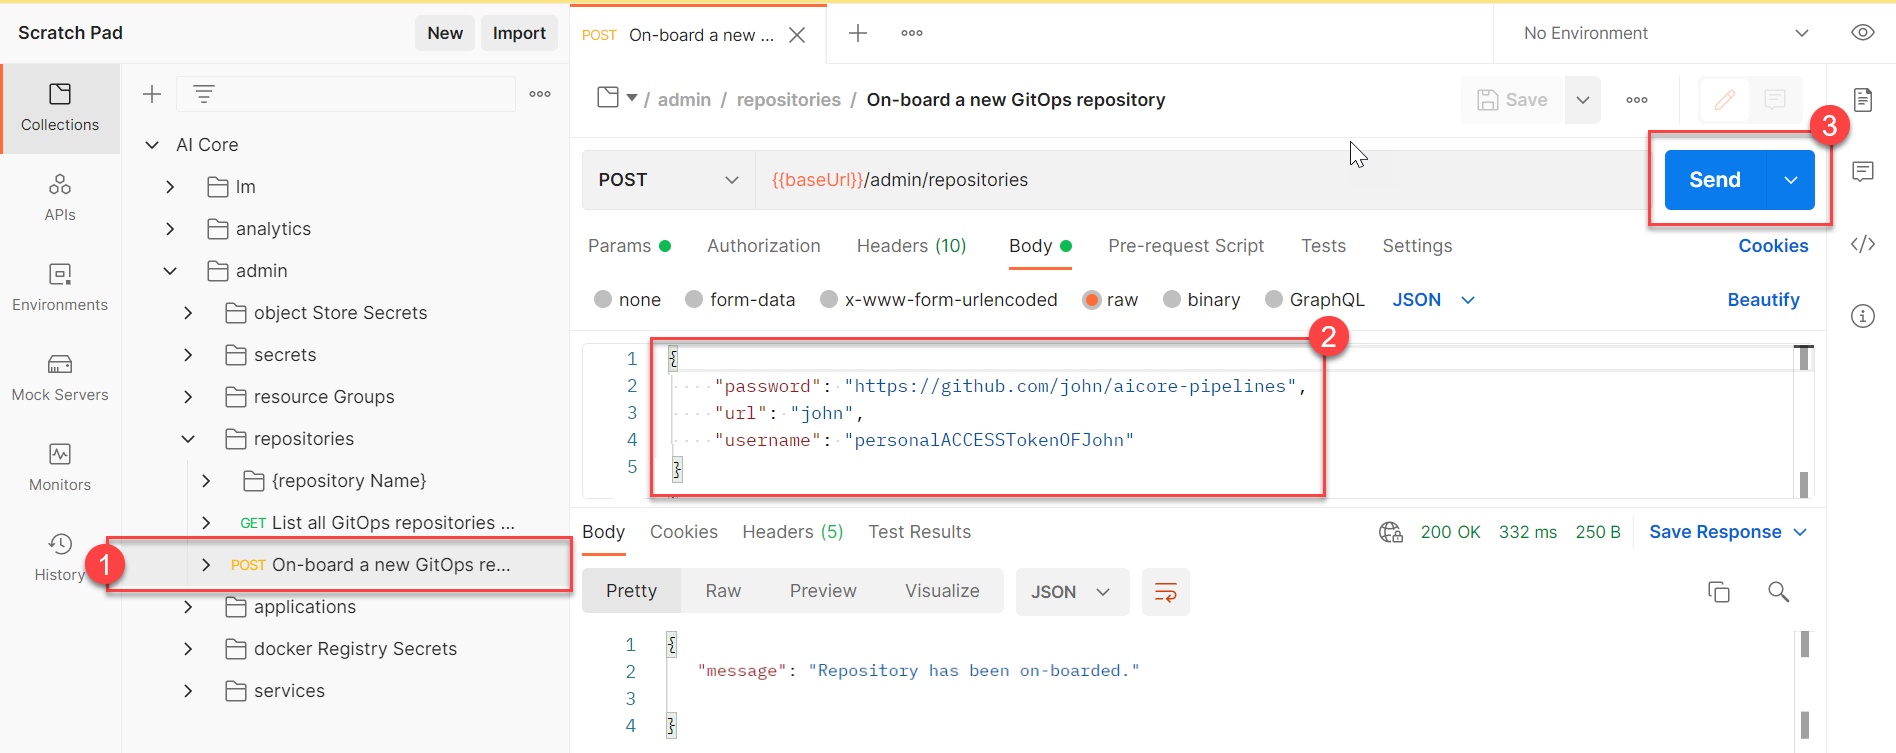 Scratch Pad
New
Import
Collections
APIs
Environments
Mock Servers
Monitors
History
AI Core
lm
analytics
admin
object Store Secrets
secrets
resource Groups
repositories
{repository Name}
GET List all GitOps repositories ...
1
POST On-board a new GitOps re...
applications
docker Registry Secrets
services
POST On-board a new ...
No Environment
/ admin / repositories / On-board a new GitOps repository
Save
3
POST
{{baseUrl}}/admin/repositories
Send
Params
Authorization
Headers (10)
Body
Pre-request Script
Tests
Settings
Cookies
none
form-data
x-www-form-urlencoded
raw
binary
GraphQL
JSON
Beautify
2
1 {
2 "password": "https://github.com/john/aicore-pipelines",
3 "url": "john",
4 "username": "personalACCESSTokenOFJohn"
5 }
Body
Cookies
Headers (5)
Test Results
200 OK
332 ms
250 B
Save Response
Pretty
Raw
Preview
Visualize
JSON
1 {
2 "message": "Repository has been on-boarded."
3
4 }